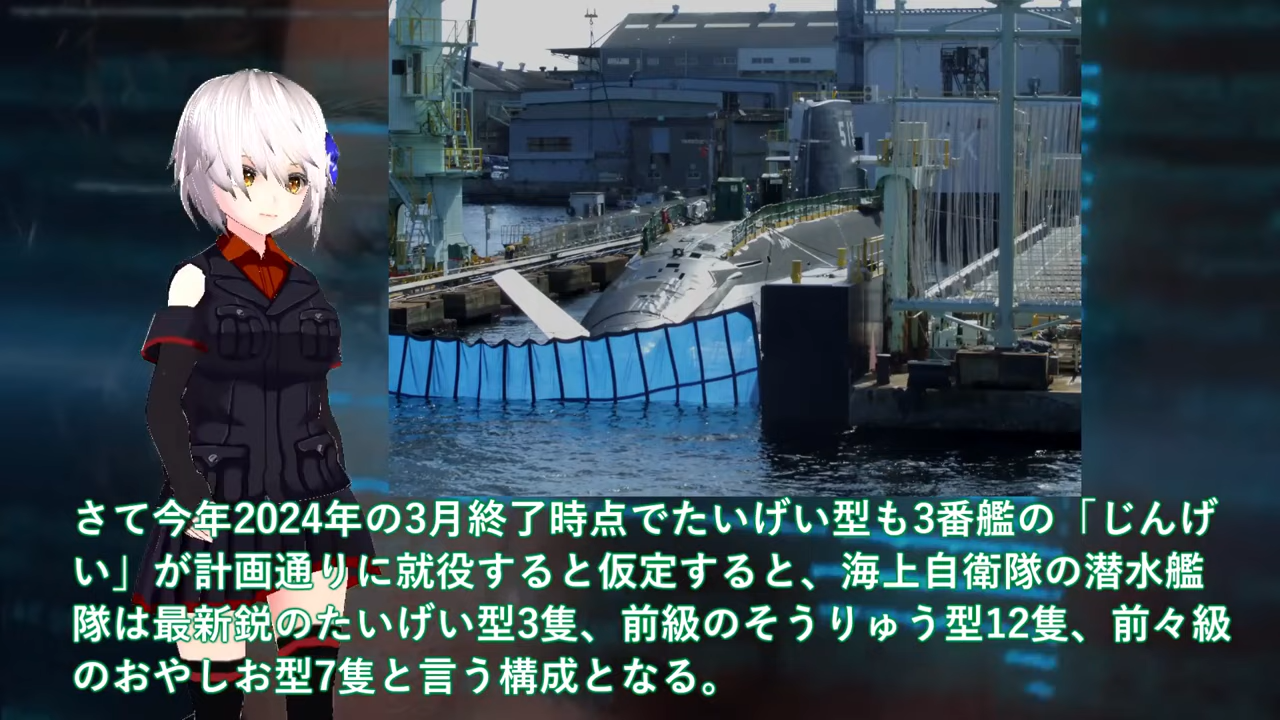 さて今年2024年の3月終了時点でたいげい型も3番艦の「じんげ
い」が計画通りに就役すると仮定すると、海上自衛隊の潜水艦
隊は最新鋭のたいげい型3隻、前級のそうりゅう型12隻、前々級
のおやしお型7隻と言う構成となる。